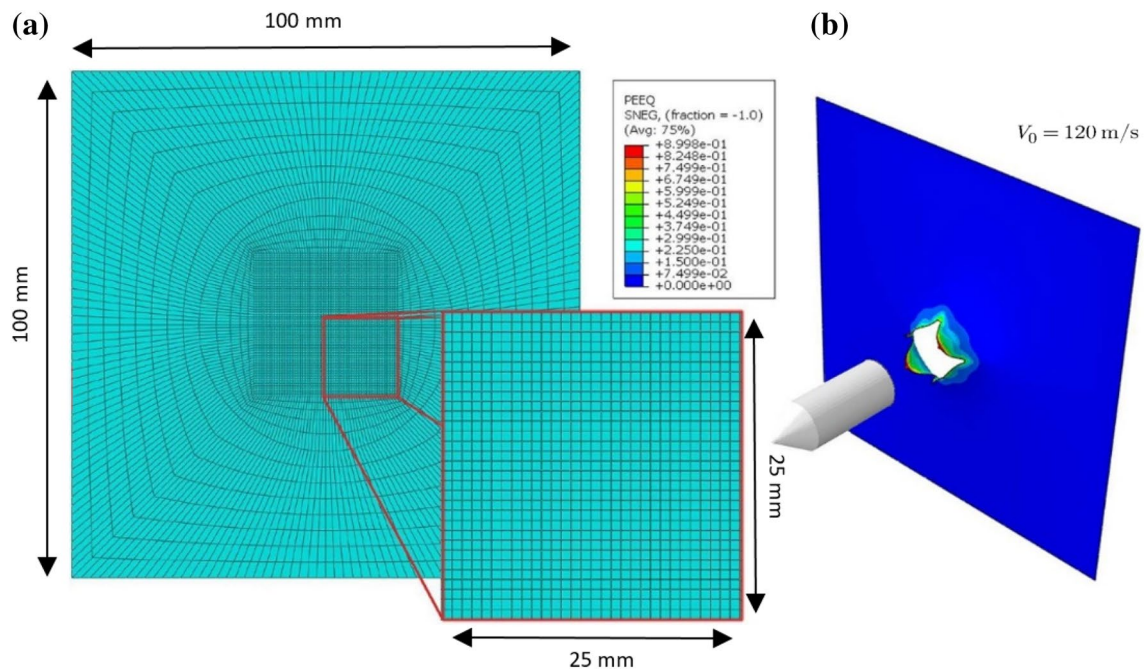 (a)
100 mm
(b)
100 mm
PEEQ
SNEG, (fraction = -1.0)
(Avg: 75%)
+8.998e-01
+8.248e-01
+7.499e-01
+6.749e-01
+5.999e-01
+5.249e-01
+4.499e-01
+3.749e-01
+2.999e-01
+2.250e-01
+1.500e-01
+7.499e-02
+0.000e+00
V₀ = 120 m/s
25 mm
25 mm